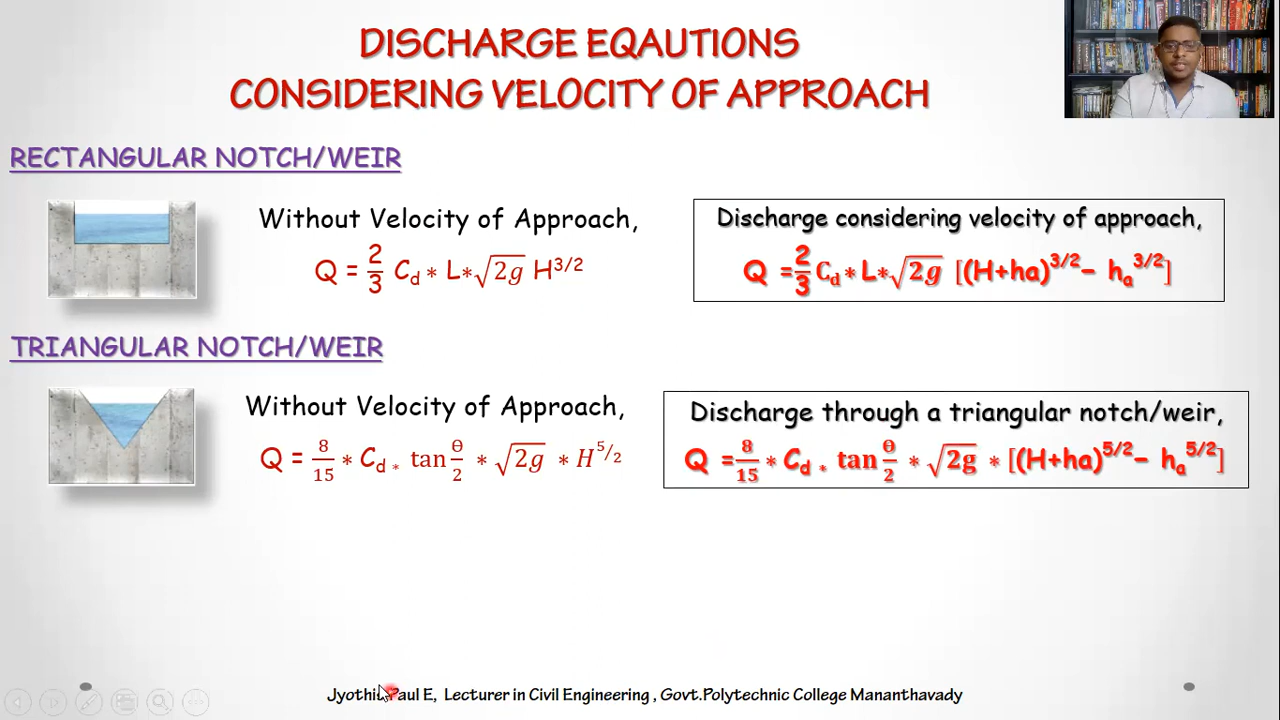 DISCHARGE EQAUTIONS
CONSIDERING VELOCITY OF APPROACH
RECTANGULAR NOTCH/WEIR
Without Velocity of Approach,
Q = 2/3 Cd * L*√2g H^3/2
Discharge considering velocity of approach,
Q =2/3 Cd * L*√2g [(H+ha)^3/2 − ha^3/2]
TRIANGULAR NOTCH/WEIR
Without Velocity of Approach,
Q = 8/15 * Cd * tan θ/2 * √2g * H^5/2
Discharge through a triangular notch/weir,
Q =8/15 * Cd * tan θ/2 * √2g * [(H+ha)^5/2 − ha^5/2]
Paul E, Lecturer in Civil Engineering , Govt.Polytechnic College Mananthavady